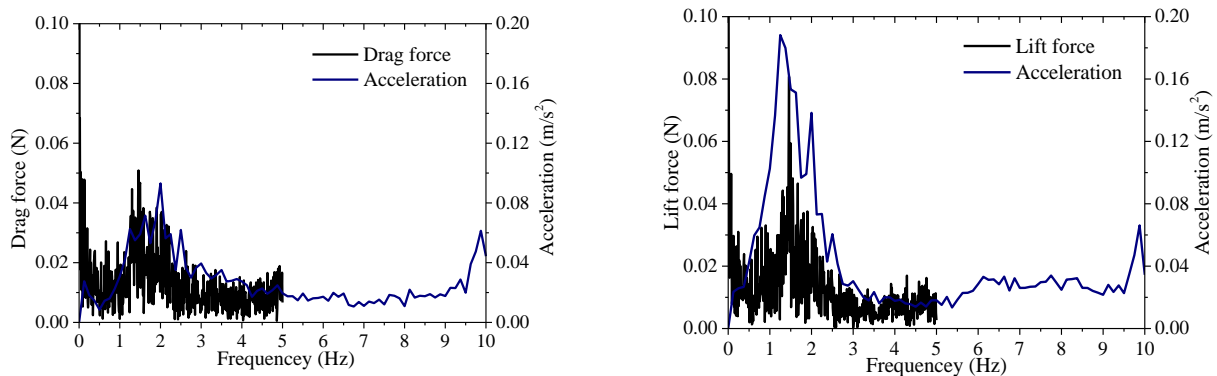 0.10
0.08
0.06
0.04
0.02
0.00
Drag force (N)
0 1 2 3 4 5 6 7 8 9 10
Frequencey (Hz)
0.20
0.16
0.12
0.08
0.04
0.00
Acceleration (m/s²)
Drag force
Acceleration
0.10
0.08
0.06
0.04
0.02
0.00
Lift force (N)
0 1 2 3 4 5 6 7 8 9 10
Frequencey (Hz)
0.20
0.16
0.12
0.08
0.04
0.00
Acceleration (m/s²)
Lift force
Acceleration